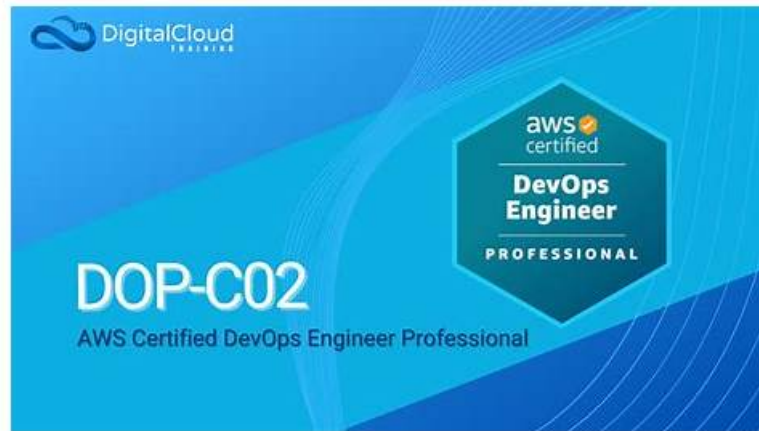 DigitalCloud
TRAINING
aws
certified
DevOps
Engineer
PROFESSIONAL
DOP-C02
AWS Certified DevOps Engineer Professional